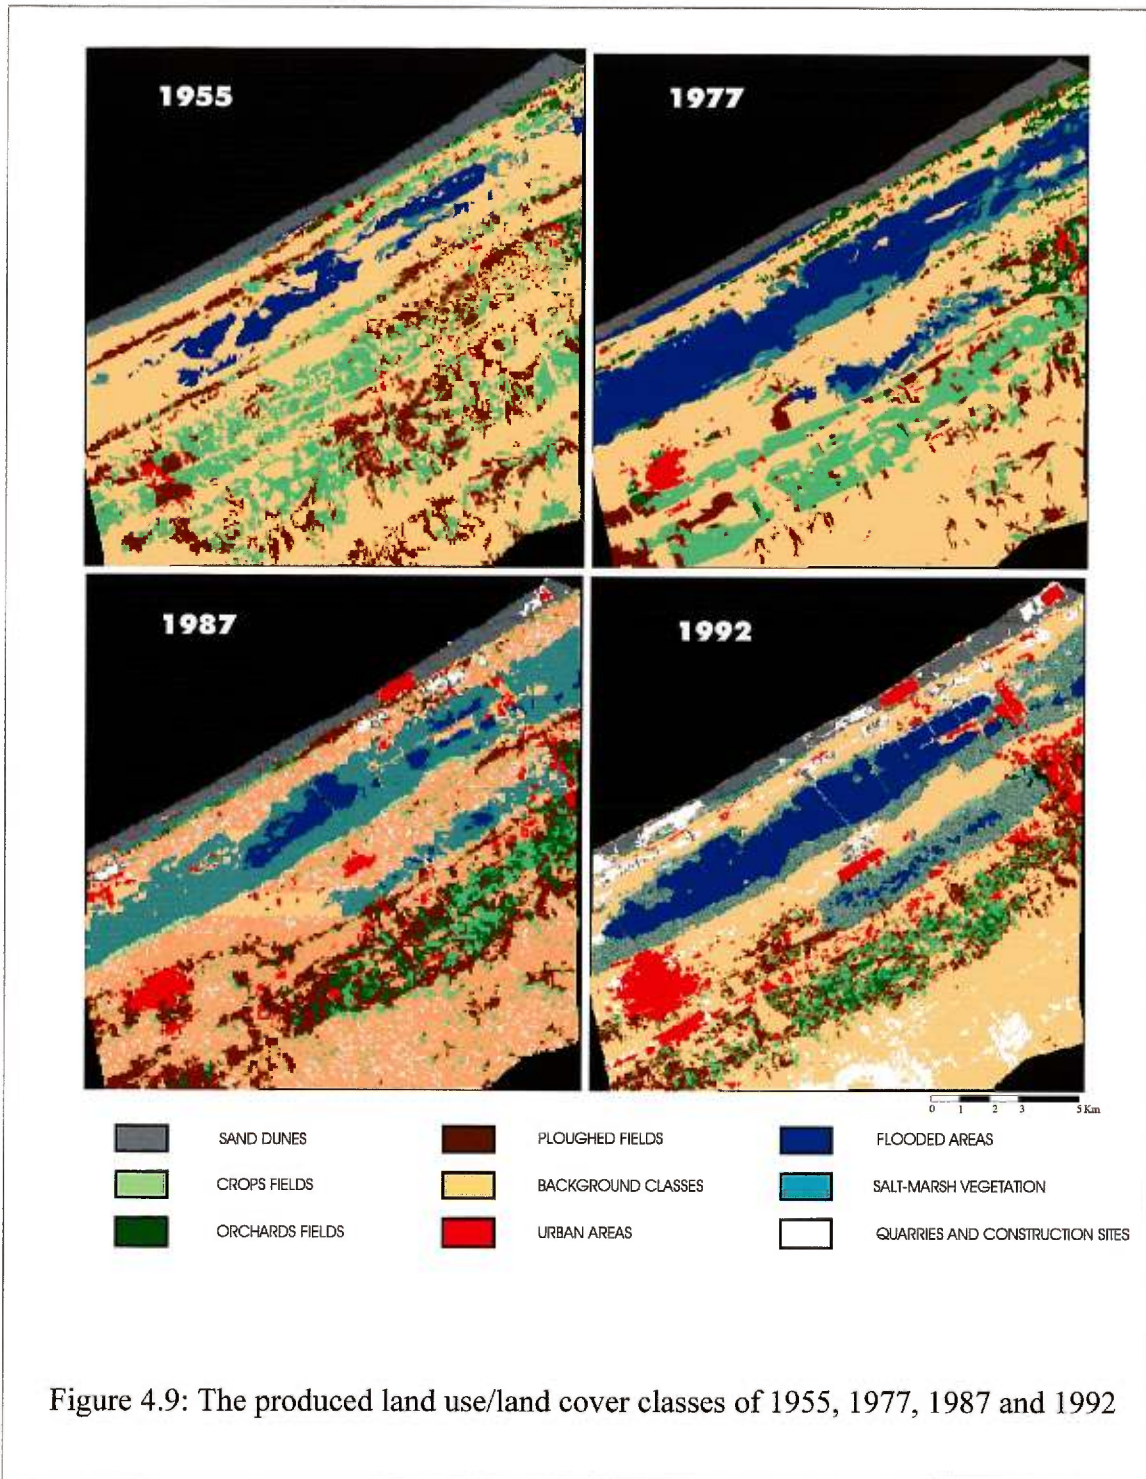 1955
1977
1987
1992
0 1 2 3 5 Km
SAND DUNES
PLOUGHED FIELDS
FLOODED AREAS
CROPS FIELDS
BACKGROUND CLASSES
SALT-MARSH VEGETATION
ORCHARDS FIELDS
URBAN AREAS
QUARRIES AND CONSTRUCTION SITES
Figure 4.9: The produced land use/land cover classes of 1955, 1977, 1987 and 1992